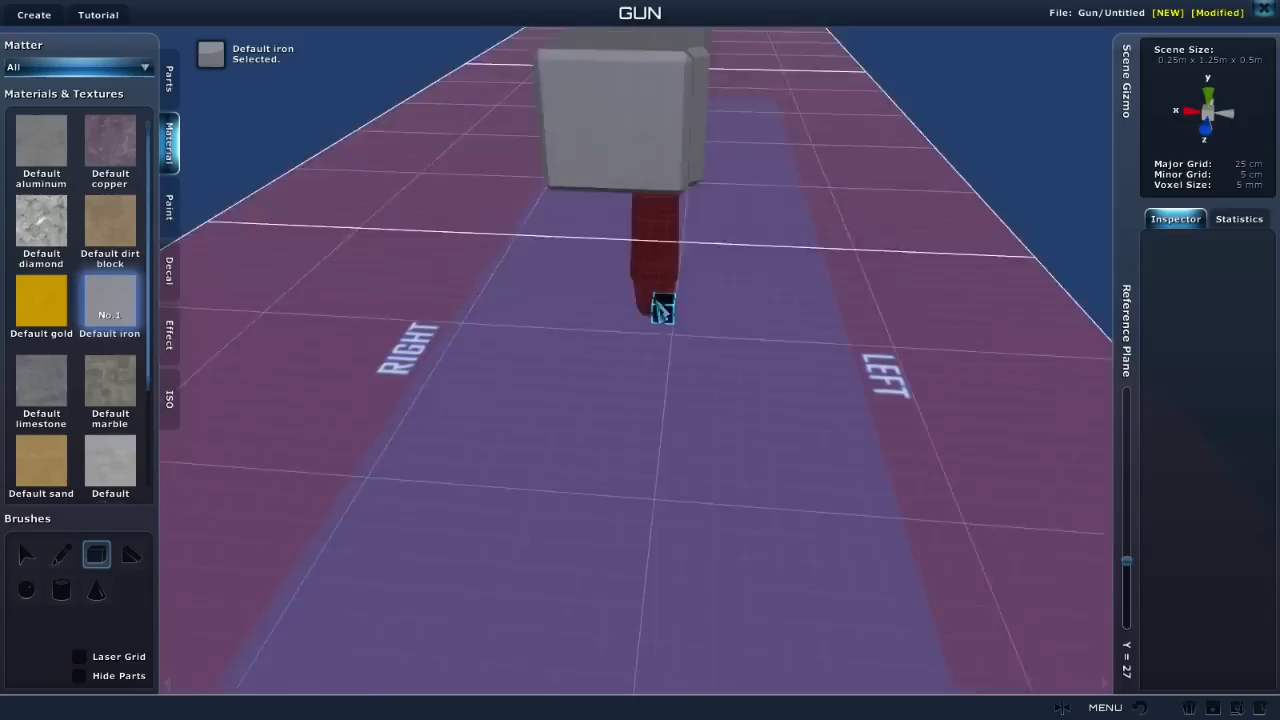 Create
Tutorial
GUN
File: Gun/Untitled [NEW] [Modified]
Matter
All
Materials & Textures
Default aluminum
Default copper
Default diamond
Default dirt block
Default gold
No.1
Default iron
Default limestone
Default marble
Default sand
Default
Brushes
Laser Grid
Hide Parts
Parts
Material
Paint
Decal
Effect
ISO
Default iron
Selected.
RIGHT
LEFT
Scene Gizmo
Reference Plane
Y = 27
Scene Size:
0.25m x 1.25m x 0.5m
y
x
z
Major Grid: 25 cm
Minor Grid: 5 cm
Voxel Size: 5 mm
Inspector
Statistics
MENU